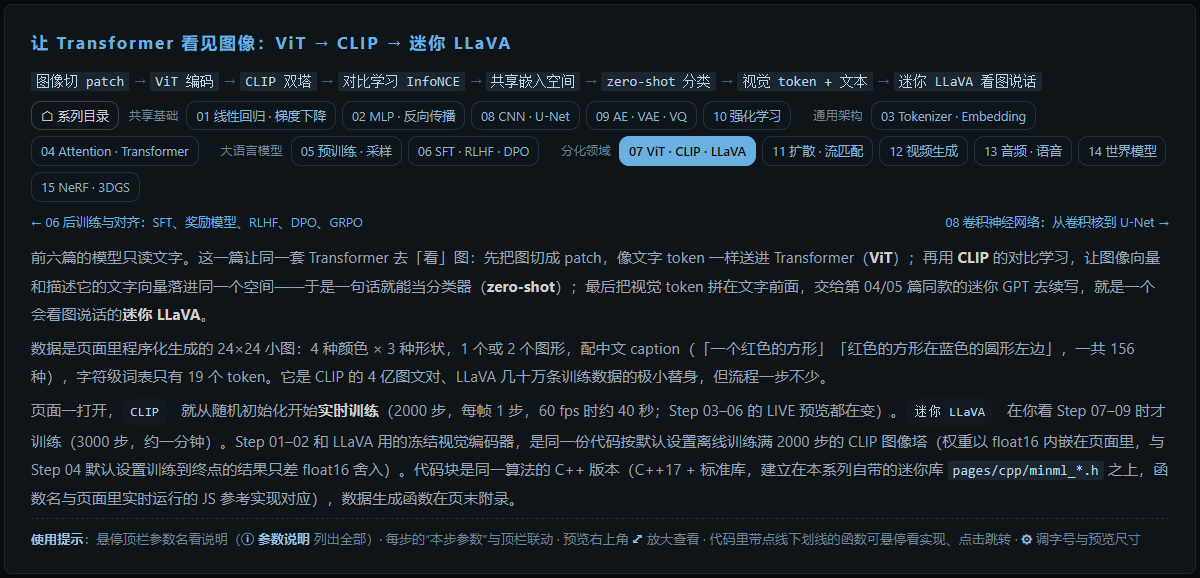 让 Transformer 看见图像：ViT → CLIP → 迷你 LLaVA
图像切 patch → ViT 编码 → CLIP 双塔 → 对比学习 InfoNCE → 共享嵌入空间 → zero-shot 分类 → 视觉 token + 文本 → 迷你 LLaVA 看图说话
系列目录 共享基础 01 线性回归 · 梯度下降 02 MLP · 反向传播 08 CNN · U-Net 09 AE · VAE · VQ 10 强化学习 通用架构 03 Tokenizer · Embedding
04 Attention · Transformer 大语言模型 05 预训练 · 采样 06 SFT · RLHF · DPO 分化领域 07 ViT · CLIP · LLaVA 11 扩散 · 流匹配 12 视频生成 13 音频 · 语音 14 世界模型
15 NeRF · 3DGS
← 06 后训练与对齐：SFT、奖励模型、RLHF、DPO、GRPO 08 卷积神经网络：从卷积核到 U-Net →
前六篇的模型只读文字。这一篇让同一套 Transformer 去「看」图：先把图切成 patch，像文字 token 一样送进 Transformer（ViT）；再用 CLIP 的对比学习，让图像向量
和描述它的文字向量落进同一个空间——于是一句话就能当分类器（zero-shot）；最后把视觉 token 拼在文字前面，交给第 04/05 篇同款的迷你 GPT 去续写，就是一个
会看图说话的迷你 LLaVA。
数据是页面里程序化生成的 24×24 小图：4 种颜色 × 3 种形状，1 个或 2 个图形，配中文 caption（「一个红色的方形」「红色的方形在蓝色的圆形左边」，一共 156
种），字符级词表只有 19 个 token。它是 CLIP 的 4 亿图文对、LLaVA 几十万条训练数据的极小替身，但流程一步不少。
页面一打开， CLIP 就从随机初始化开始实时训练（2000 步，每帧 1 步，60 fps 时约 40 秒；Step 03–06 的 LIVE 预览都在变）。 迷你 LLaVA 在你看 Step 07–09 时才
训练（3000 步，约一分钟）。Step 01–02 和 LLaVA 用的冻结视觉编码器，是同一份代码按默认设置离线训练满 2000 步的 CLIP 图像塔（权重以 float16 内嵌在页面里，与
Step 04 默认设置训练到终点的结果只差 float16 舍入）。代码块是同一算法的 C++ 版本（C++17 + 标准库，建立在本系列自带的迷你库 pages/cpp/minml_*.h 之上，函
数名与页面里实时运行的 JS 参考实现对应），数据生成函数在页末附录。
使用提示：悬停顶栏参数名看说明（ⓘ 参数说明 列出全部）· 每步的“本步参数”与顶栏联动 · 预览右上角 ⤢ 放大查看 · 代码里带点线下划线的函数可悬停看实现、点击跳转 · ⚙ 调字号与预览尺寸